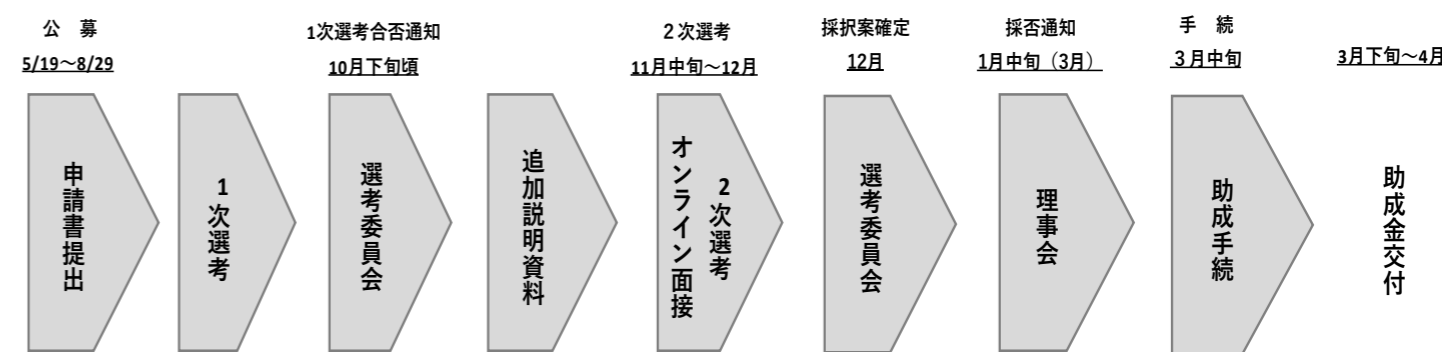 公　募
5/19～8/29
1次選考合否通知
10月下旬頃
２次選考
11月中旬～12月
採択案確定
12月
採否通知
1月中旬（3月）
手　続
３月中旬
3月下旬～4月
申請書提出
1次選考
選考委員会
追加説明資料
2次選考
オンライン面接
選考委員会
理事会
助成手続
助成金交付